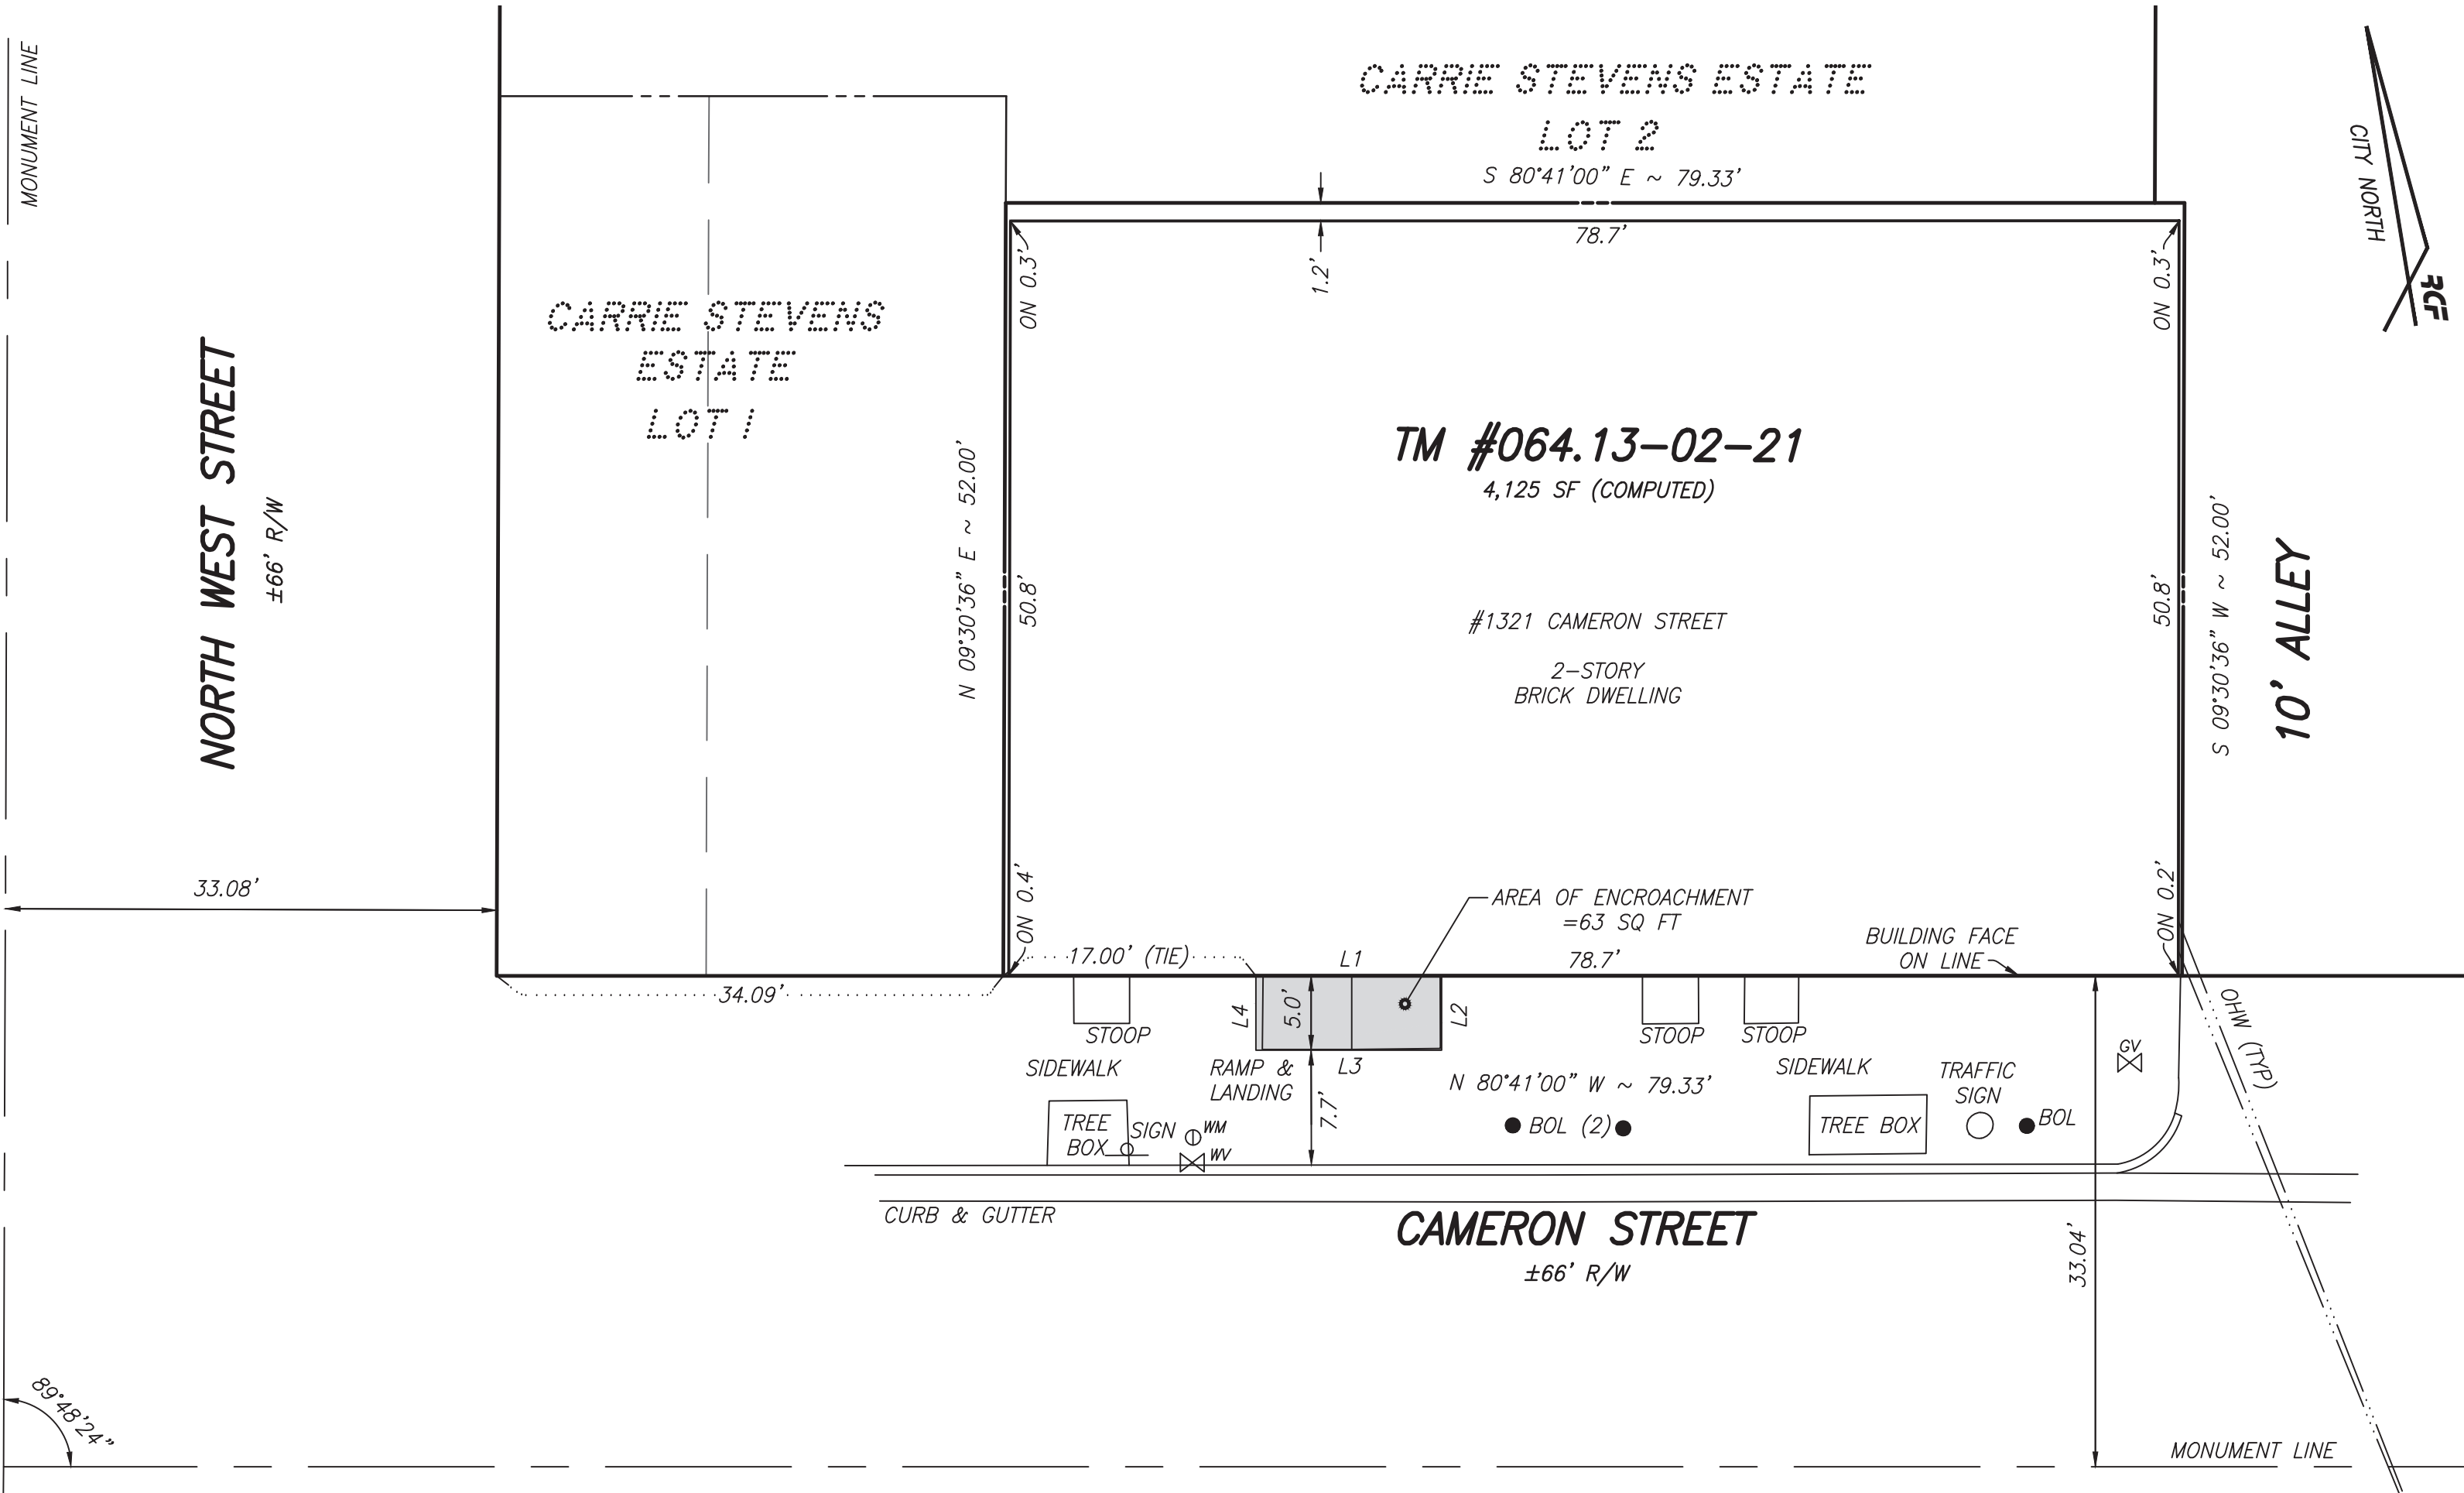 MONUMENT LINE
CARRIE STEVENS ESTATE
LOT 2
S 80°41'00" E ~ 79.33'
CITY NORTH
RCF
78.7'
1.2'
ON 0.3'
ON 0.3'
CARRIE STEVENS
ESTATE
LOT 1
NORTH WEST STREET
±66' R/W
TM #064.13-02-21
4,125 SF (COMPUTED)
N 09°30'36" E ~ 52.00'
50.8'
#1321 CAMERON STREET
2-STORY
BRICK DWELLING
50.8'
S 09°30'36" W ~ 52.00'
10' ALLEY
33.08'
ON 0.4'
ON 0.2'
AREA OF ENCROACHMENT
=63 SQ FT
17.00' (TIE)
L1
78.7'
BUILDING FACE
ON LINE
34.09'
L4
5.0'
L2
STOOP
STOOP
STOOP
OHW (TYP)
GV
SIDEWALK
RAMP &
LANDING
L3
7.7'
N 80°41'00" W ~ 79.33'
SIDEWALK
TRAFFIC
SIGN
TREE
BOX
SIGN
WM
WV
BOL (2)
TREE BOX
BOL
CURB & GUTTER
CAMERON STREET
±66' R/W
33.04'
89°48'24"
MONUMENT LINE